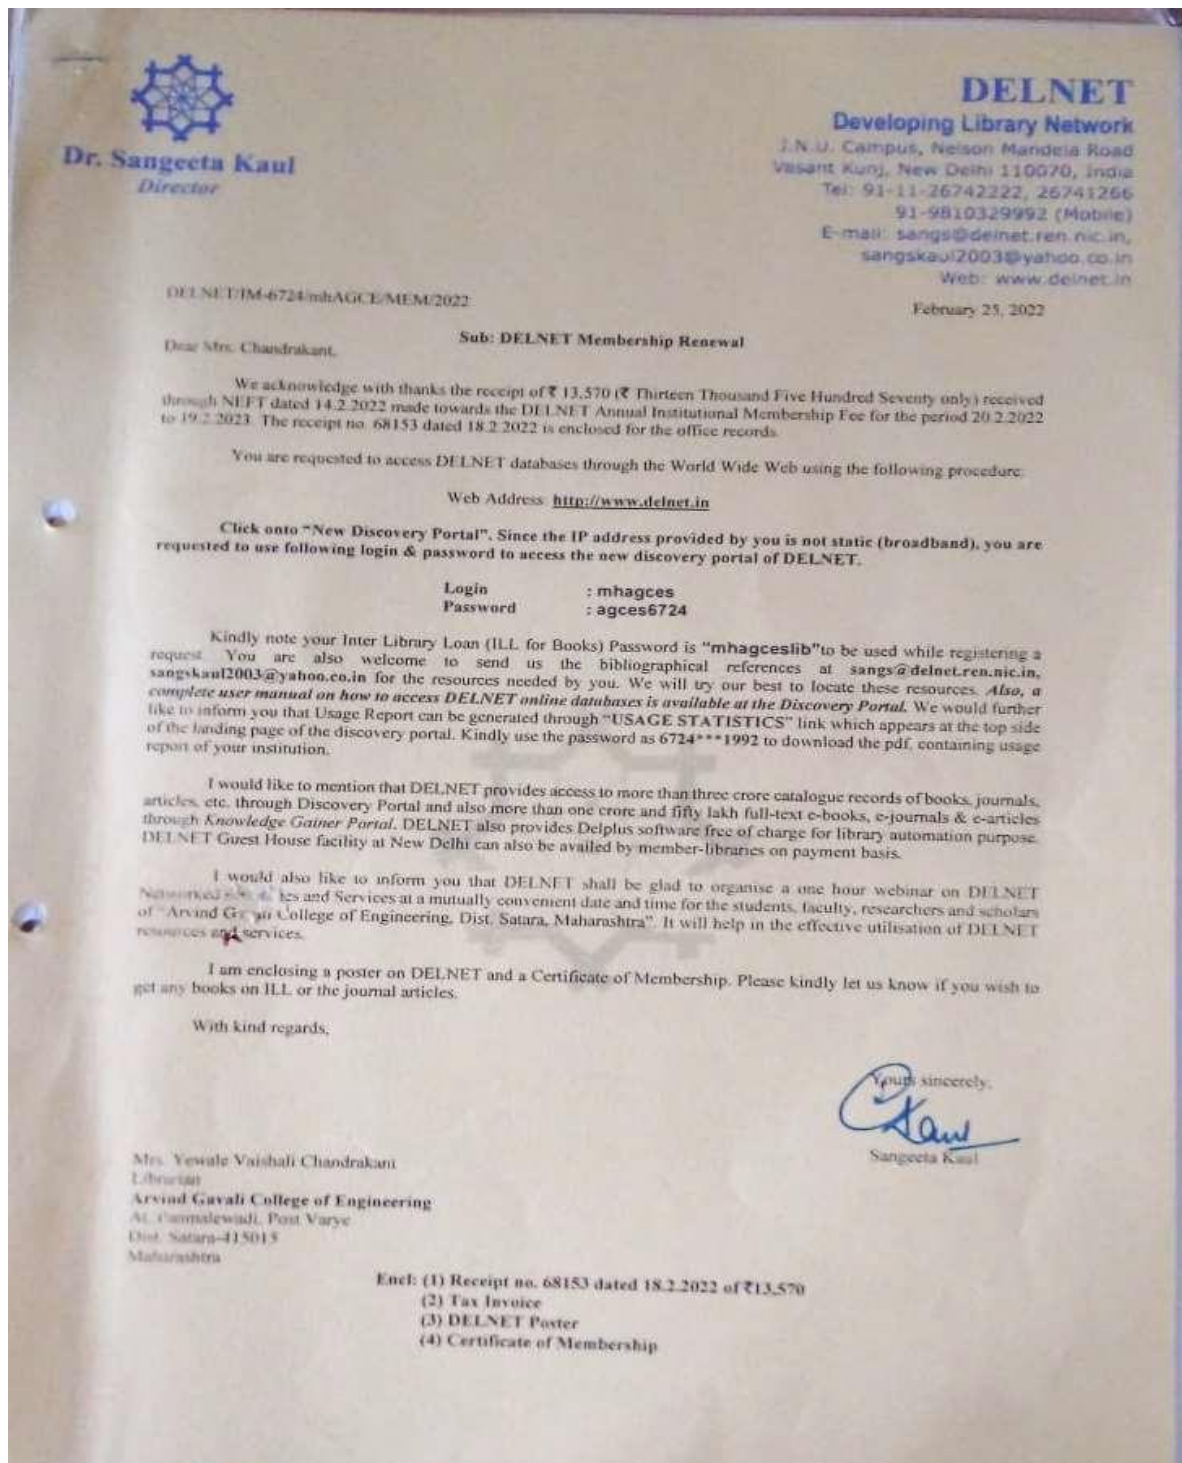 DELNET
Dr. Sangeeta Kaul
Director
Developing Library Network
J.N.U. Campus, Nelson Mandela Road
Vasant Kunj, New Delhi 110070, India
Tel: 91-11-26742222, 26741266
91-9810329992 (Mobile)
E-mail: sangs@delnet.ren.nic.in,
sangskaul2003@yahoo.co.in
Web: www.delnet.in
DELNET/IM-6724/mhAGCE/MEM/2022
February 25, 2022
Sub: DELNET Membership Renewal
Dear Mrs. Chandrakant,
We acknowledge with thanks the receipt of ₹ 13,570 (₹ Thirteen Thousand Five Hundred Seventy only) received
through NEFT dated 14.2.2022 made towards the DELNET Annual Institutional Membership Fee for the period 20.2.2022
to 19.2.2023. The receipt no. 68153 dated 18.2.2022 is enclosed for the office records.
You are requested to access DELNET databases through the World Wide Web using the following procedure:
Web Address: http://www.delnet.in
Click onto "New Discovery Portal". Since the IP address provided by you is not static (broadband), you are
requested to use following login & password to access the new discovery portal of DELNET.
Login : mhagces
Password : agces6724
Kindly note your Inter Library Loan (ILL for Books) Password is "mhagceslib"to be used while registering a
request. You are also welcome to send us the bibliographical references at sangs@delnet.ren.nic.in,
sangskaul2003@yahoo.co.in for the resources needed by you. We will try our best to locate these resources. Also, a
complete user manual on how to access DELNET online databases is available at the Discovery Portal. We would further
like to inform you that Usage Report can be generated through "USAGE STATISTICS" link which appears at the top side
of the landing page of the discovery portal. Kindly use the password as 6724***1992 to download the pdf, containing usage
report of your institution.
I would like to mention that DELNET provides access to more than three crore catalogue records of books, journals,
articles, etc. through Discovery Portal and also more than one crore and fifty lakh full-text e-books, e-journals & e-articles
through Knowledge Gainer Portal. DELNET also provides Delplus software free of charge for library automation purpose.
DELNET Guest House facility at New Delhi can also be availed by member-libraries on payment basis.
I would also like to inform you that DELNET shall be glad to organise a one hour webinar on DELNET
Networked and Services at a mutually convenient date and time for the students, faculty, researchers and scholars
of "Arvind College of Engineering, Dist. Satara, Maharashtra". It will help in the effective utilisation of DELNET
resources and services.
I am enclosing a poster on DELNET and a Certificate of Membership. Please kindly let us know if you wish to
get any books on ILL or the journal articles.
With kind regards,
Yours sincerely,
Sangeeta Kaul
Mrs. Yewale Vaishali Chandrakant
Librarian
Arvind Gavali College of Engineering
At. Panmalewadi, Post Varye
Dist. Satara-415015
Maharashtra
Encl: (1) Receipt no. 68153 dated 18.2.2022 of ₹13,570
(2) Tax Invoice
(3) DELNET Poster
(4) Certificate of Membership